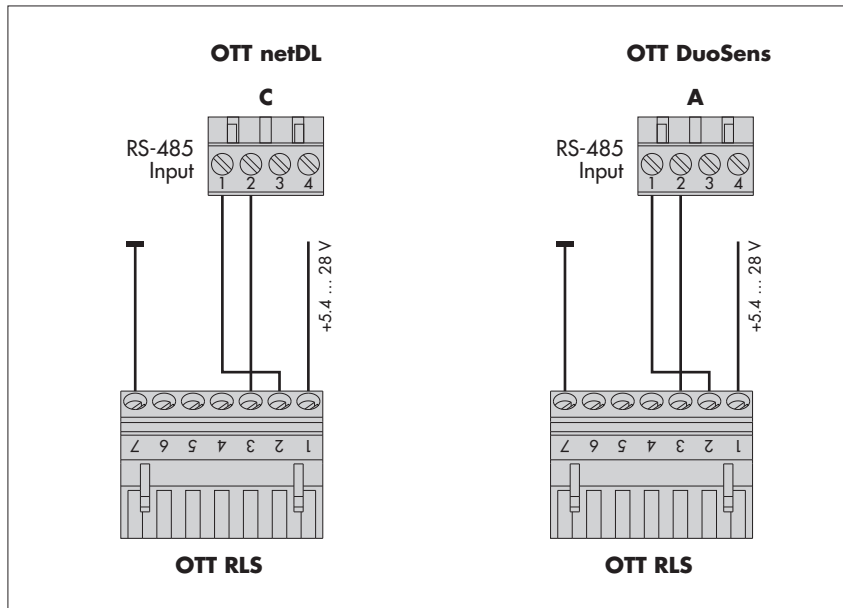 OTT netDL
C
RS-485
Input
1 2 3 4
+5.4 ... 28 V
7 6 5 4 3 2 1
OTT RLS
OTT DuoSens
A
RS-485
Input
1 2 3 4
+5.4 ... 28 V
7 6 5 4 3 2 1
OTT RLS